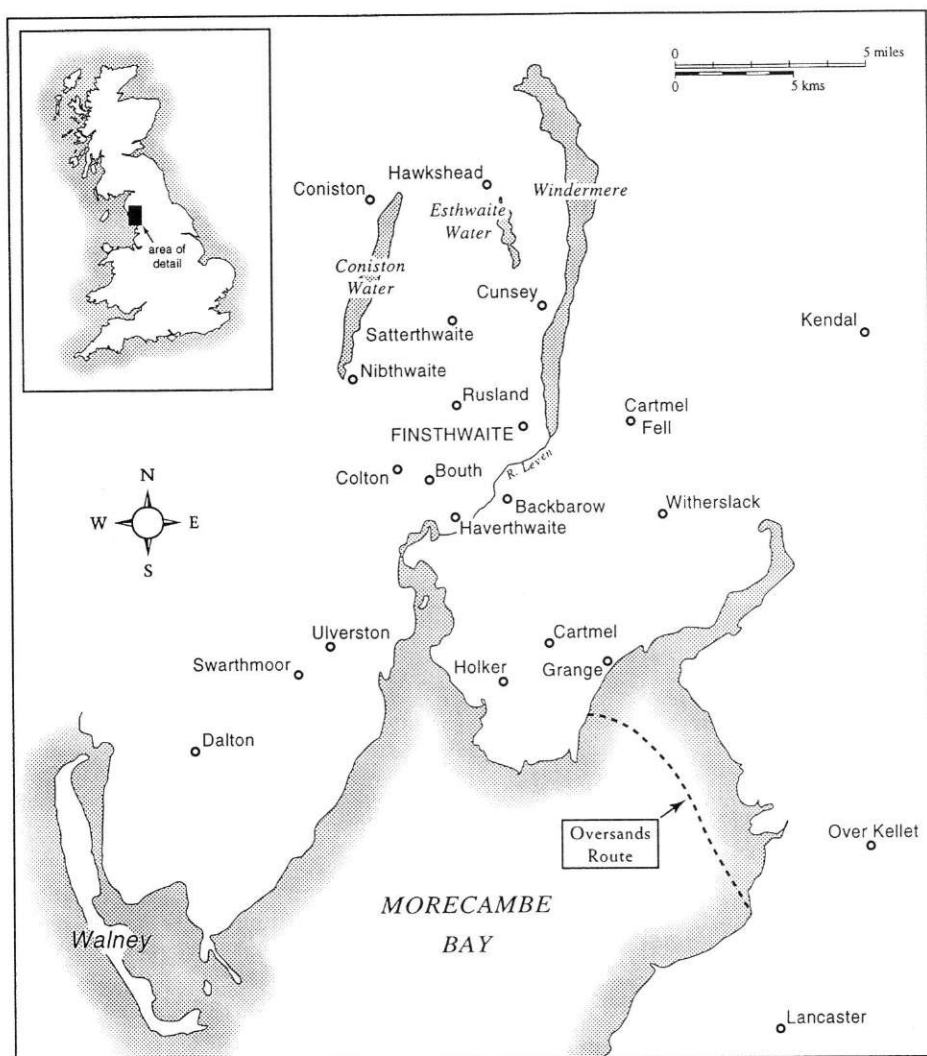 0 5 miles
0 5 kms
area of
detail
Hawkshead
Coniston
Windermere
Esthwaite
Water
Coniston
Water
Cunsey
Satterthwaite
Kendal
Nibthwaite
Rusland
Cartmel
Fell
FINSTHWAITE
R. Leven
Colton
Bouth
Backbarow
Witherslack
Haverthwaite
N
W E
S
Ulverston
Cartmel
Swarthmoor
Holker
Grange
Dalton
Oversands
Route
Over Kellet
MORECAMBE
BAY
Walney
Lancaster